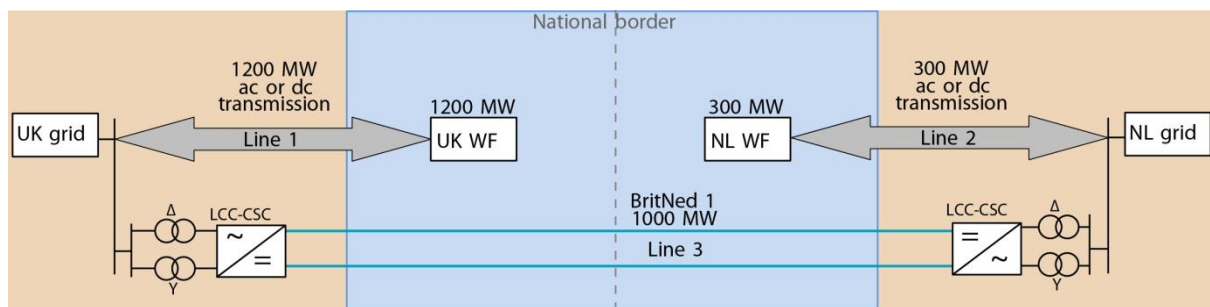 National border
1200 MW
ac or dc
transmission
300 MW
ac or dc
transmission
1200 MW
300 MW
UK grid
Line 1
UK WF
NL WF
Line 2
NL grid
BritNed 1
1000 MW
Δ
LCC-CSC
~
=
Y
Line 3
LCC-CSC
=
~
Δ
Y